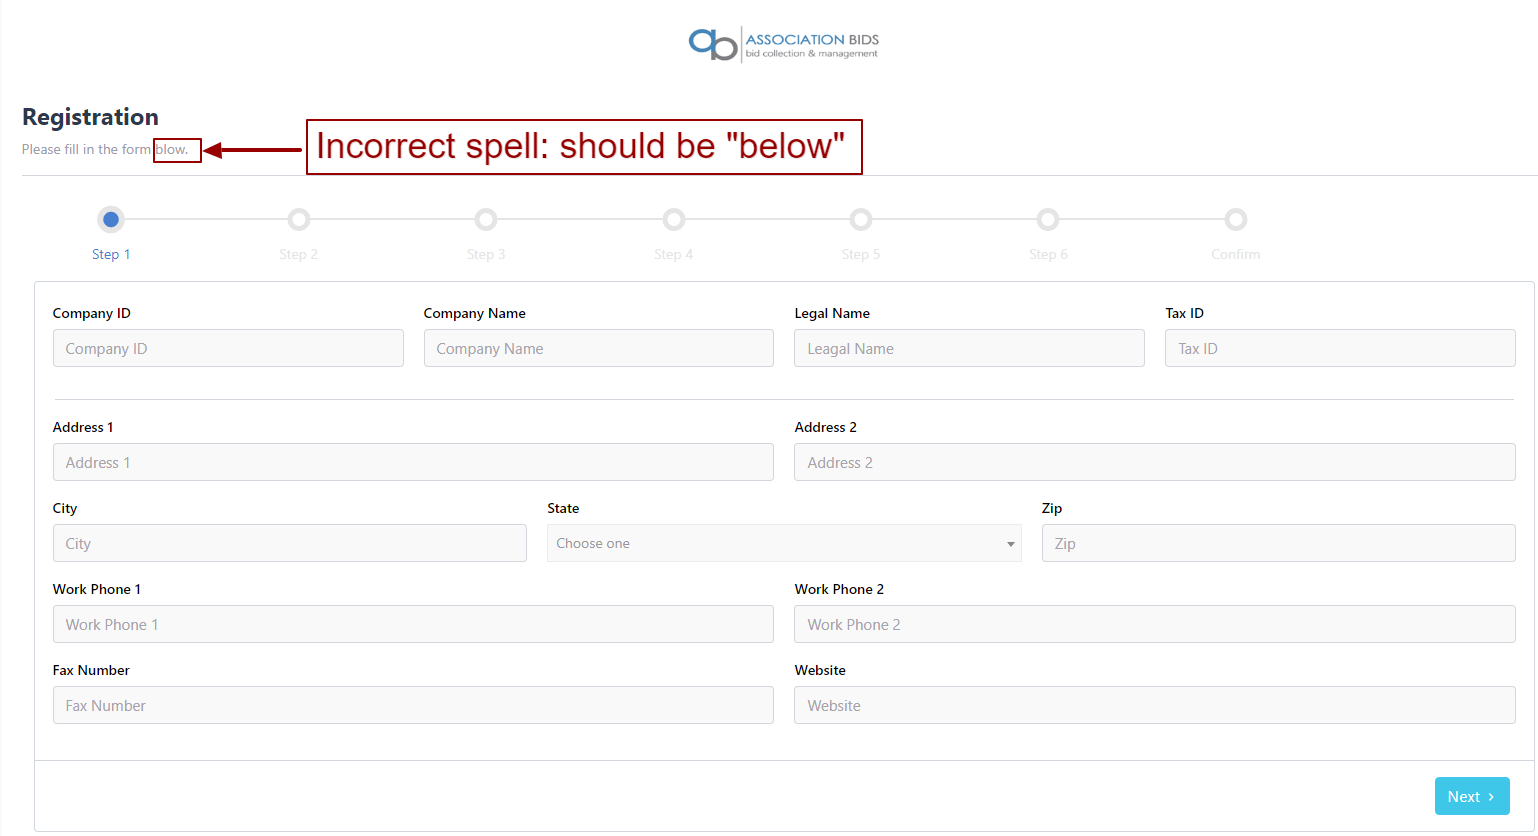 ab ASSOCIATION BIDS
bid collection & management
Registration
Please fill in the form blow.
Incorrect spell: should be "below"
Step 1 Step 2 Step 3 Step 4 Step 5 Step 6 Confirm
Company ID Company Name Legal Name Tax ID
Company ID Company Name Leagal Name Tax ID
Address 1 Address 2
Address 1 Address 2
City State Zip
City Choose one Zip
Work Phone 1 Work Phone 2
Work Phone 1 Work Phone 2
Fax Number Website
Fax Number Website
Next ›